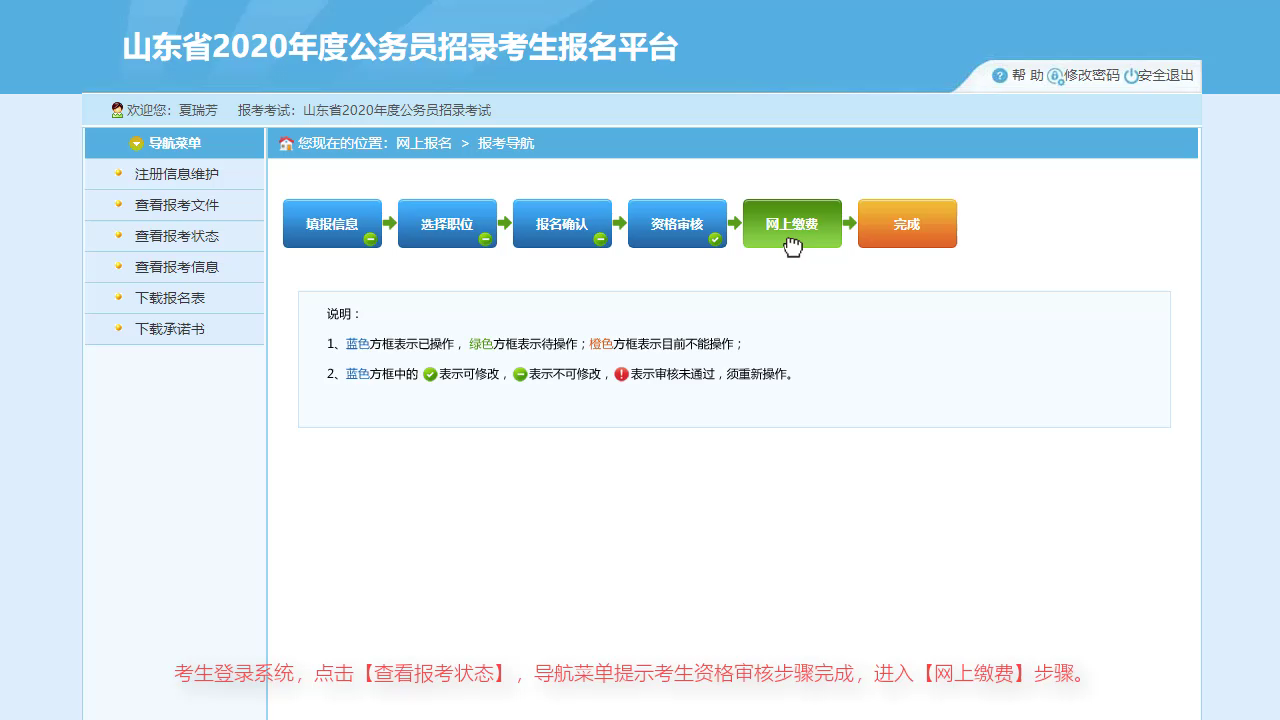 山东省2020年度公务员招录考生报名平台
帮 助 修改密码 安全退出
欢迎您：夏瑞芳 报考考试：山东省2020年度公务员招录考试
导航菜单
注册信息维护
查看报考文件
查看报考状态
查看报考信息
下载报名表
下载承诺书
您现在的位置：网上报名 > 报考导航
填报信息 选择职位 报名确认 资格审核 网上缴费 完成
说明：
1、蓝色方框表示已操作， 绿色方框表示待操作；橙色方框表示目前不能操作；
2、蓝色方框中的 表示可修改， 表示不可修改， 表示审核未通过，须重新操作。
考生登录系统，点击【查看报考状态】，导航菜单提示考生资格审核步骤完成，进入【网上缴费】步骤。